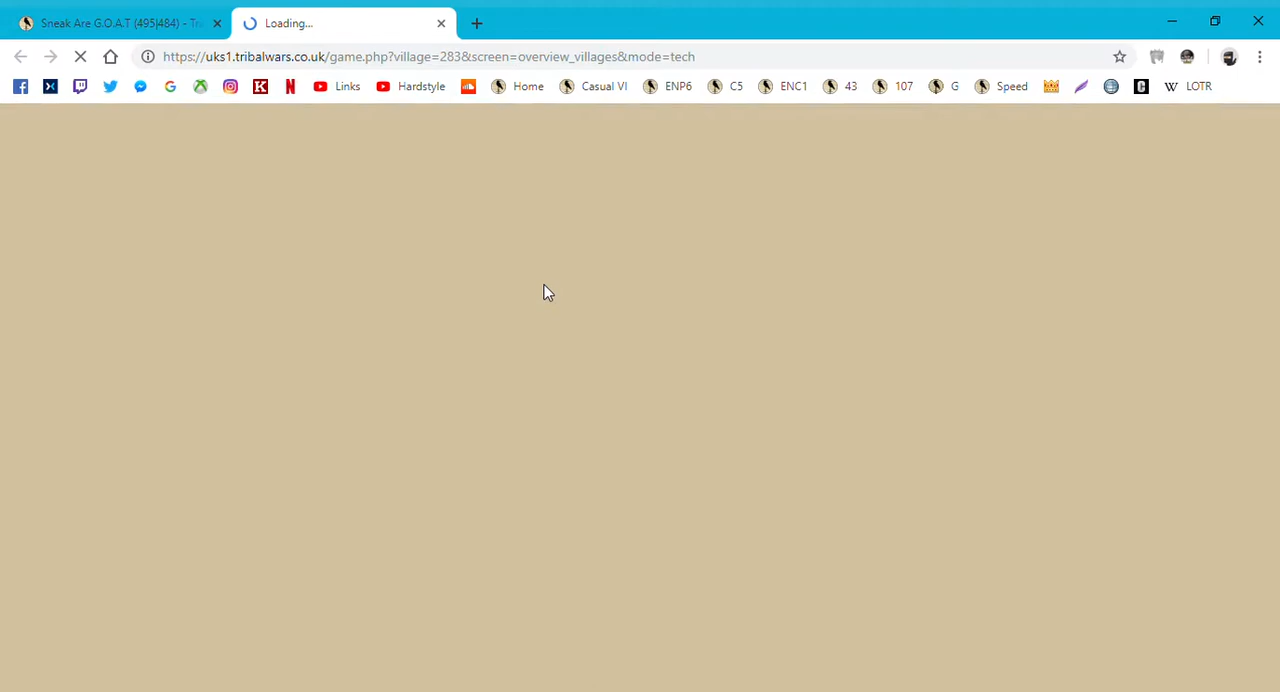 Sneak Are G.O.A.T (495|484) - Tr
Loading...
https://uks1.tribalwars.co.uk/game.php?village=283&screen=overview_villages&mode=tech
Links Hardstyle Home Casual VI ENP6 C5 ENC1 43 107 G Speed LOTR